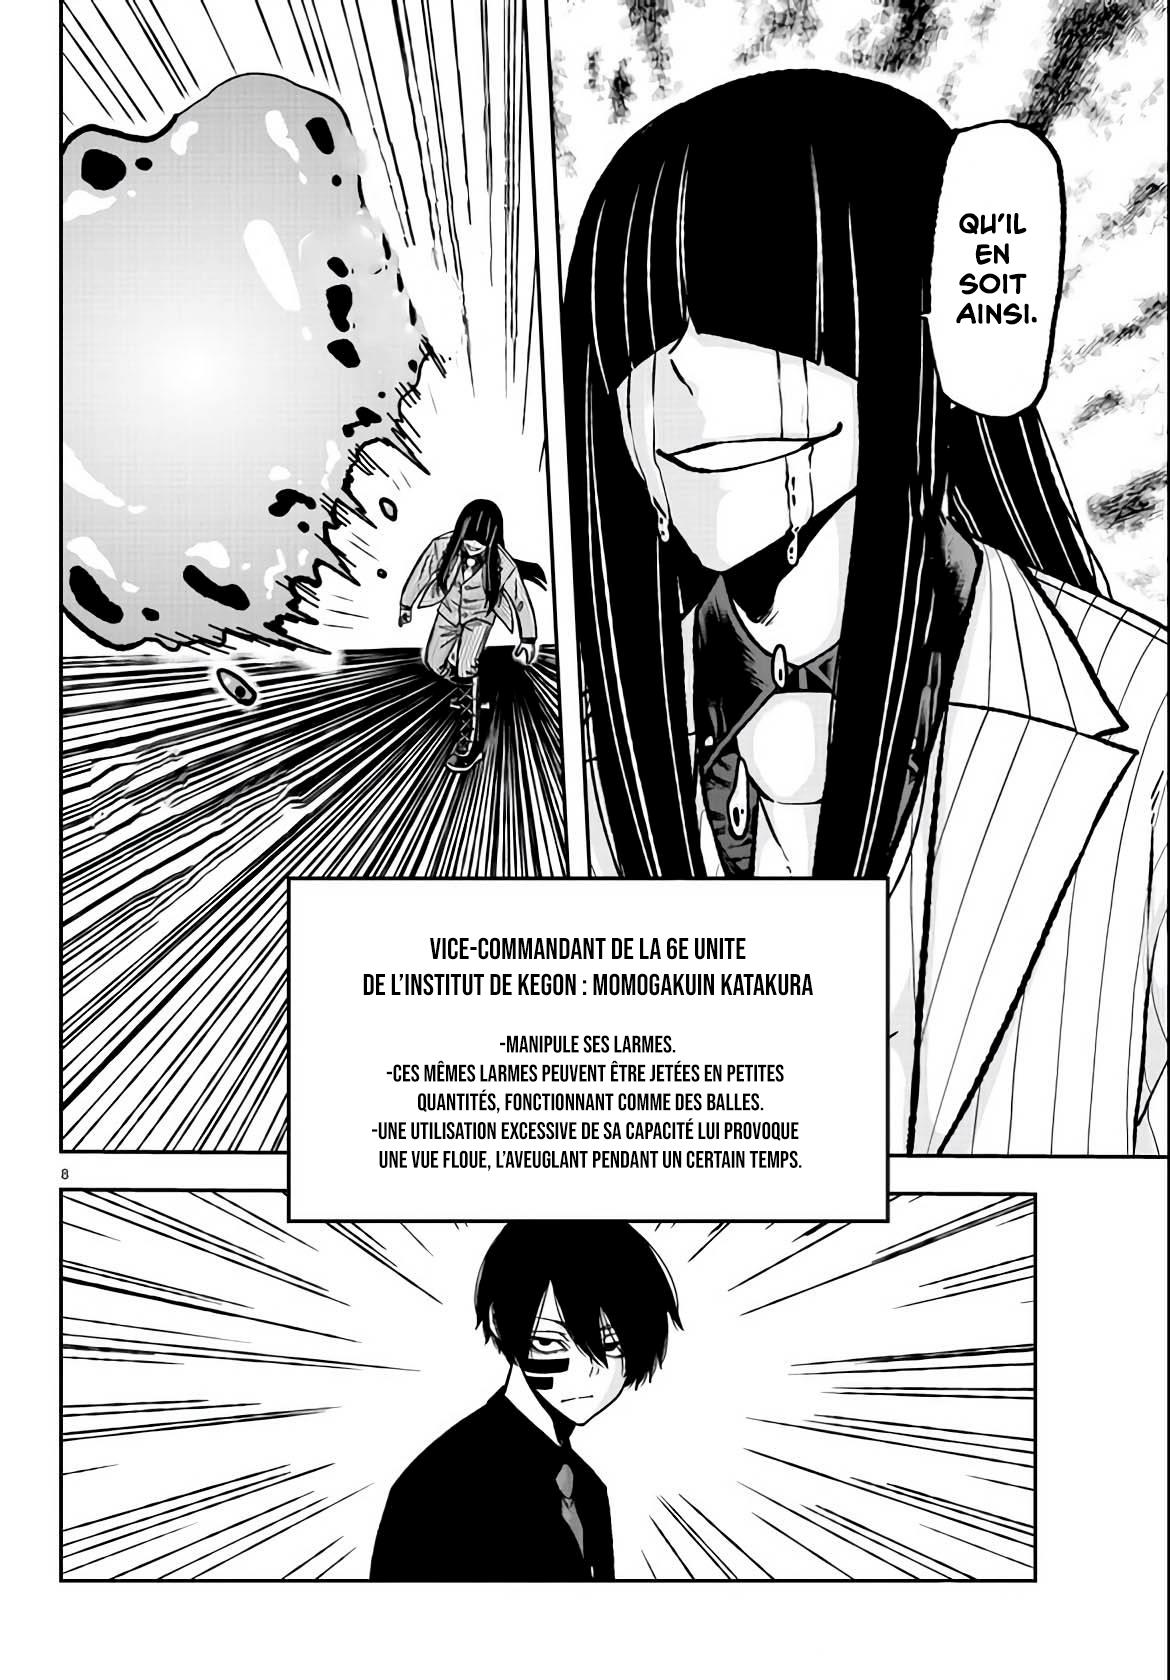 QU'IL
EN
SOIT
AINSI.
VICE-COMMANDANT DE LA 6E UNITE
DE L'INSTITUT DE KEGON : MOMOGAKUIN KATAKURA
-MANIPULE SES LARMES.
-CES MÊMES LARMES PEUVENT ÊTRE JETÉES EN PETITES
QUANTITÉS, FONCTIONNANT COMME DES BALLES.
-UNE UTILISATION EXCESSIVE DE SA CAPACITÉ LUI PROVOQUE
UNE VUE FLOUE, L'AVEUGLANT PENDANT UN CERTAIN TEMPS.
8